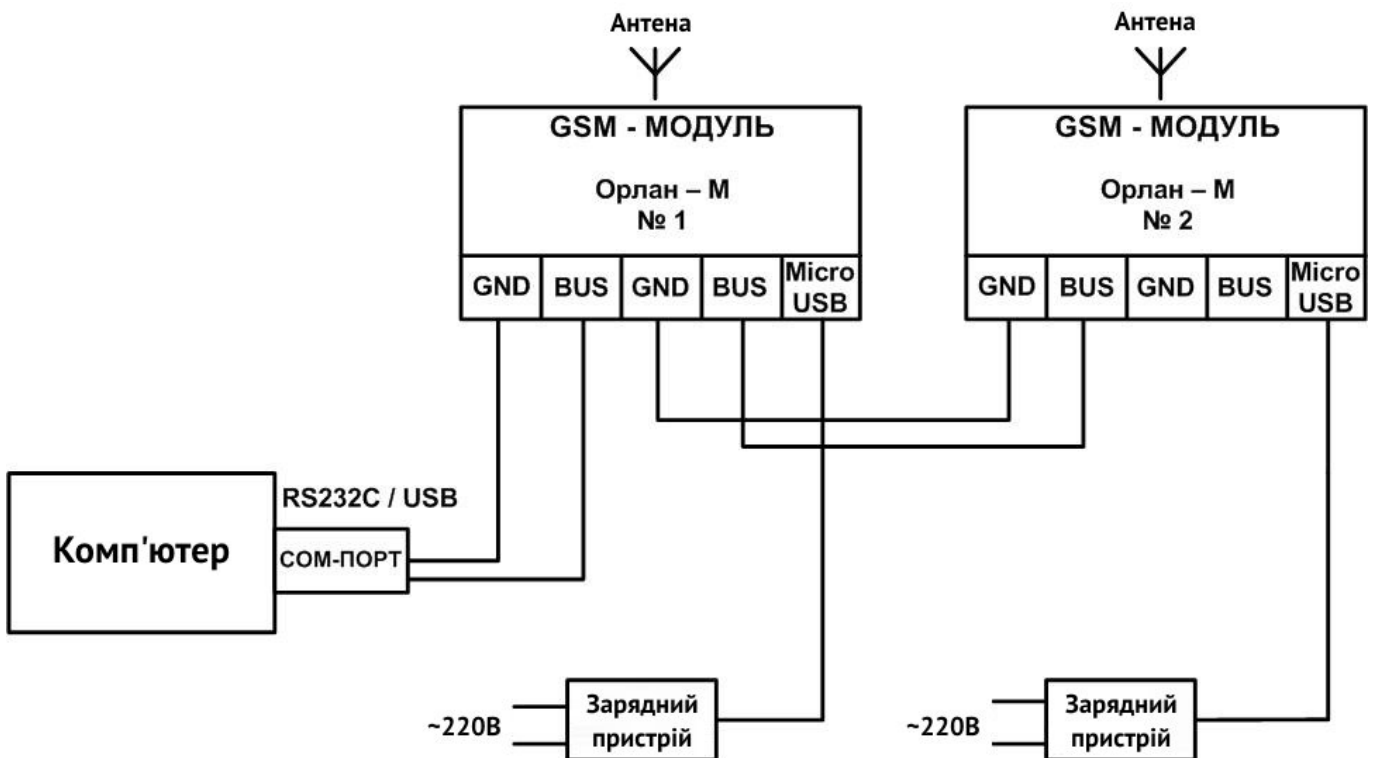 Антена
Антена
GSM - МОДУЛЬ
Орлан – М
№ 1
GND BUS GND BUS Micro USB
GSM - МОДУЛЬ
Орлан – М
№ 2
GND BUS GND BUS Micro USB
RS232C / USB
Комп'ютер
COM-ПОРТ
~220В
Зарядний
пристрій
~220В
Зарядний
пристрій